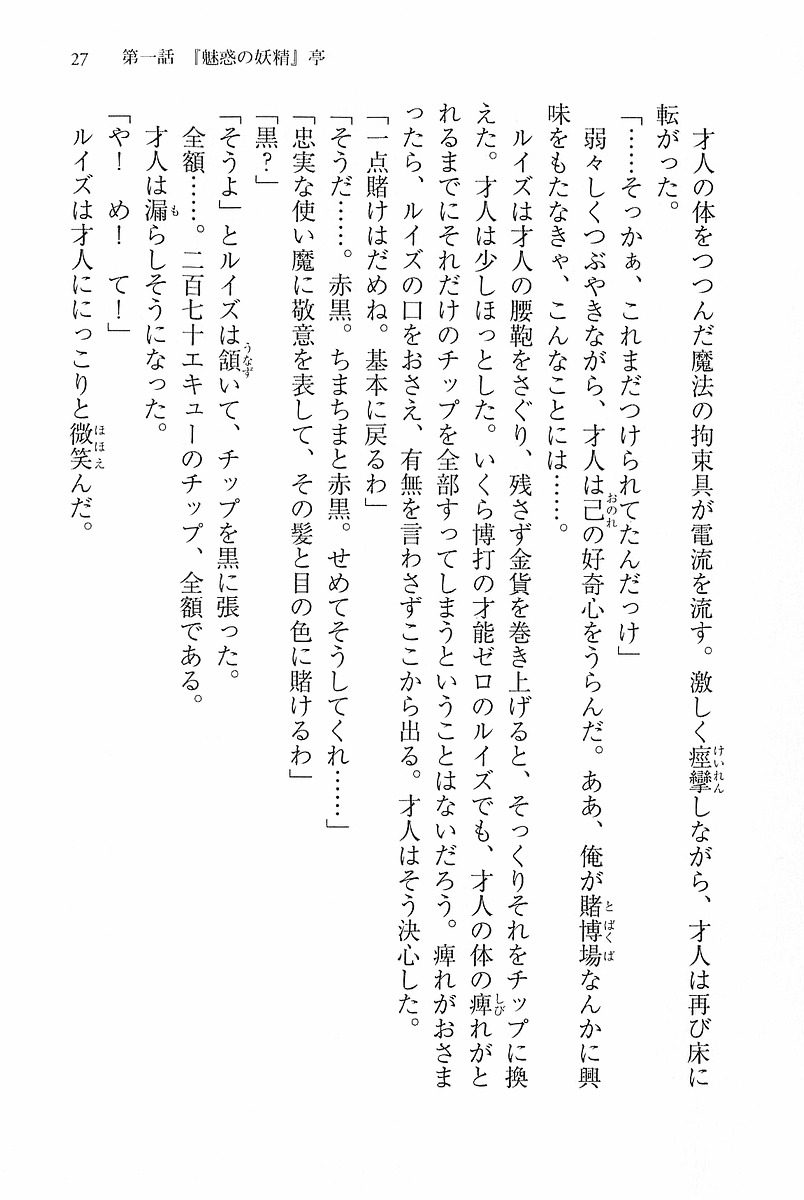 27　第一話　『魅惑の妖精』亭
　才人の体をつつんだ魔法の拘束具が電流を流す。激しく痙攣しながら、才人は再び床に
転がった。
「……そっかぁ、これまだつけられてたんだっけ」
　弱々しくつぶやきながら、才人は己の好奇心をうらんだ。ああ、俺が賭博場なんかに興
味をもたなきゃ、こんなことには……。
　ルイズは才人の腰鞄をさぐり、残さず金貨を巻き上げると、そっくりそれをチップに換
えた。才人は少しほっとした。いくら博打の才能ゼロのルイズでも、才人の体の痺れがと
れるまでにそれだけのチップを全部すってしまうということはないだろう。痺れがおさま
ったら、ルイズの口をおさえ、有無を言わさずここから出る。才人はそう決心した。
「一点賭けはだめね。基本に戻るわ」
「そうだ……。赤黒。ちまちまと赤黒。せめてそうしてくれ……」
「忠実な使い魔に敬意を表して、その髪と目の色に賭けるわ」
「黒？」
「そうよ」とルイズは頷いて、チップを黒に張った。
　全額……。二百七十エキューのチップ、全額である。
　才人は漏らしそうになった。
「や！　め！　て！」
　ルイズは才人ににっこりと微笑んだ。